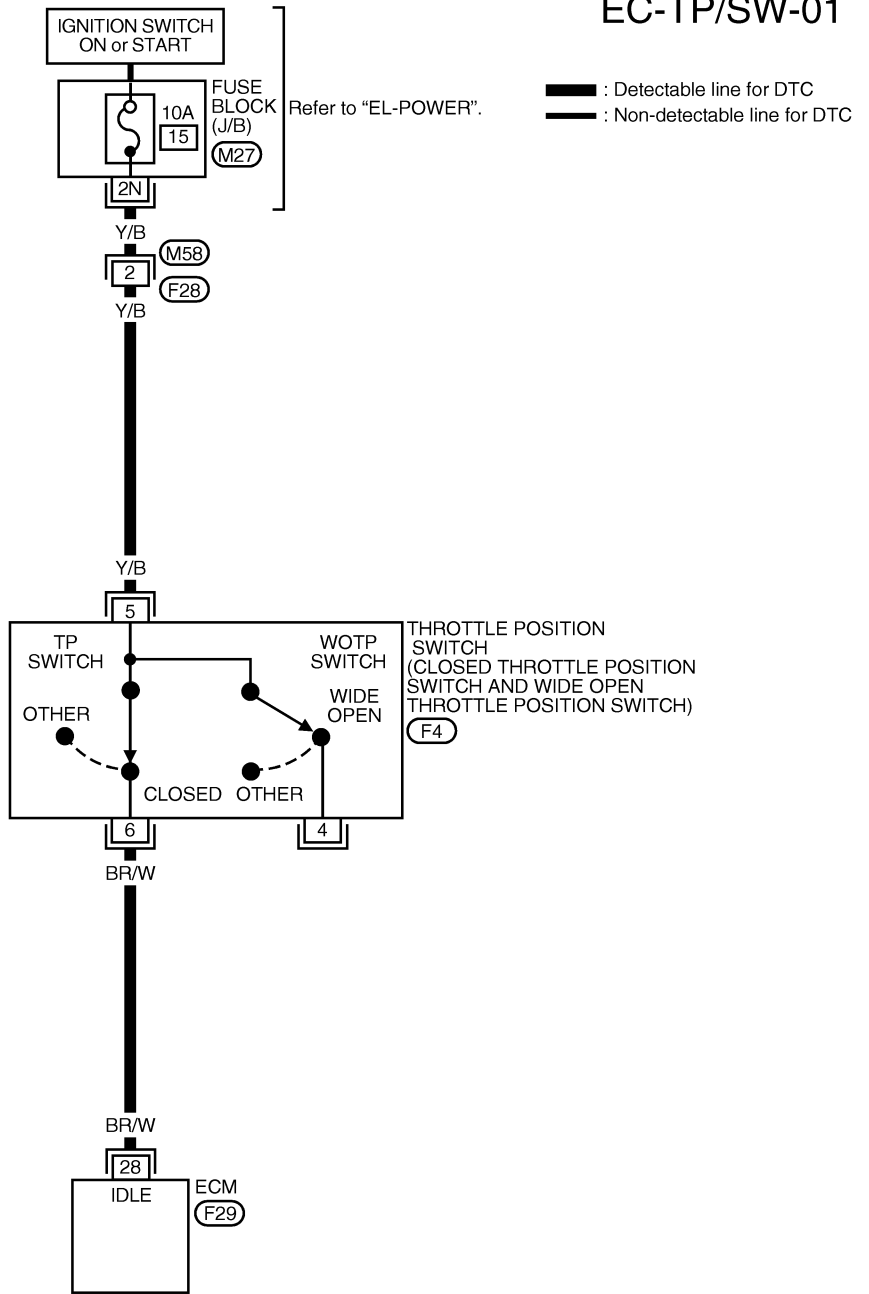 EC-TP/SW-01
IGNITION SWITCH
ON or START
FUSE
BLOCK
(J/B)
10A
15
M27
Refer to “EL-POWER”.
: Detectable line for DTC
: Non-detectable line for DTC
2N
Y/B
M58
2
F28
Y/B
Y/B
5
TP
SWITCH
WOTP
SWITCH
THROTTLE POSITION
SWITCH
(CLOSED THROTTLE POSITION
SWITCH AND WIDE OPEN
THROTTLE POSITION SWITCH)
F4
OTHER
WIDE
OPEN
CLOSED
OTHER
6
4
BR/W
BR/W
28
IDLE
ECM
F29